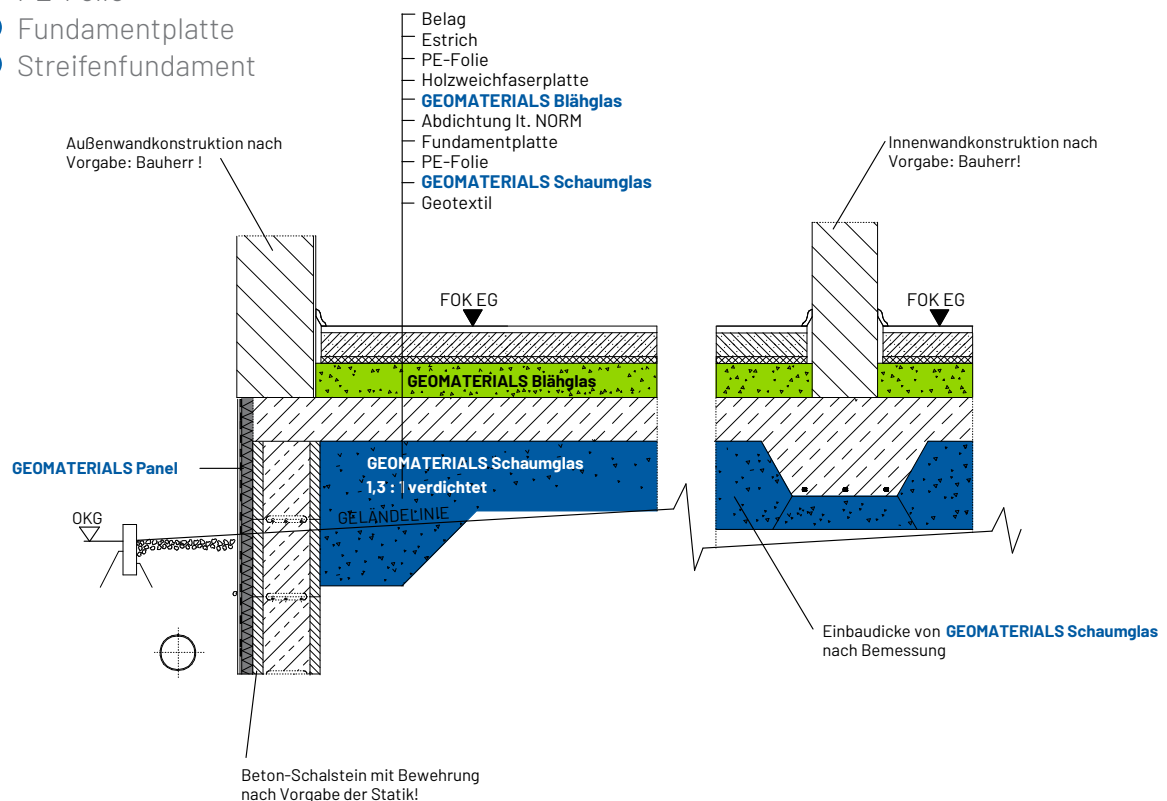 PE-Folie
Fundamentplatte
Streifenfundament
Belag
Estrich
PE-Folie
Holzweichfaserplatte
GEOMATERIALS Blähglas
Abdichtung lt. NORM
Fundamentplatte
PE-Folie
GEOMATERIALS Schaumglas
Geotextil
Außenwandkonstruktion nach
Vorgabe: Bauherr !
Innenwandkonstruktion nach
Vorgabe: Bauherr!
FOK EG
FOK EG
GEOMATERIALS Blähglas
GEOMATERIALS Panel
GEOMATERIALS Schaumglas
1,3 : 1 verdichtet
OKG
GELÄNDELINIE
Einbaudicke von GEOMATERIALS Schaumglas
nach Bemessung
Beton-Schalstein mit Bewehrung
nach Vorgabe der Statik!